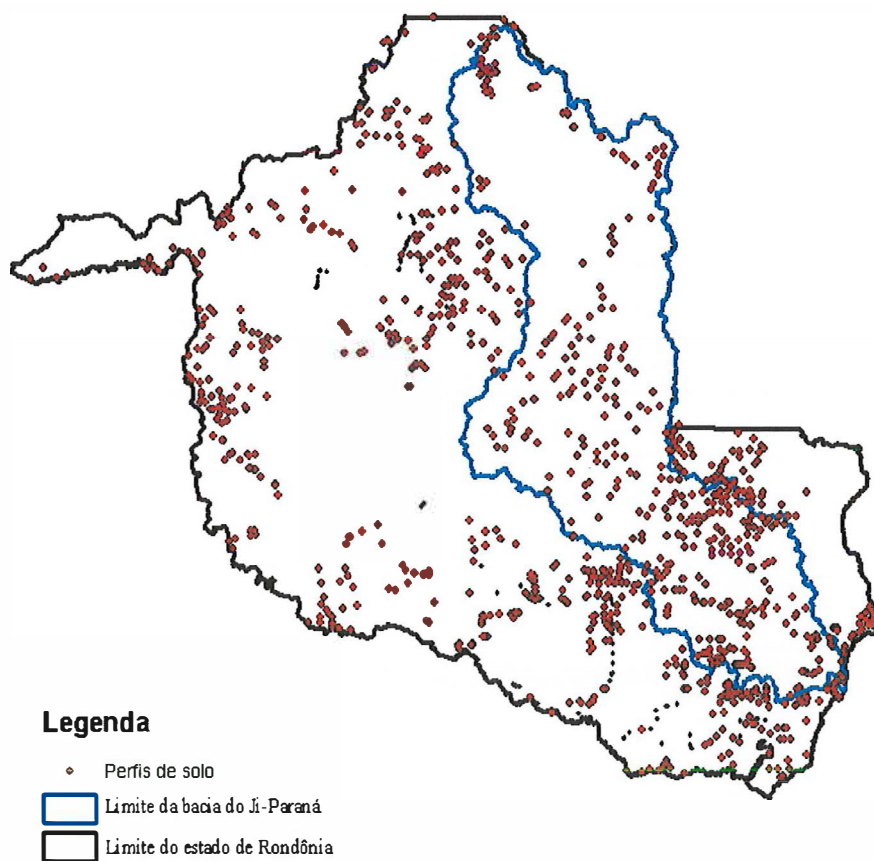 Legenda
Perfis de solo
Limite da bacia do Ji-Paraná
Limite do estado de Rondônia